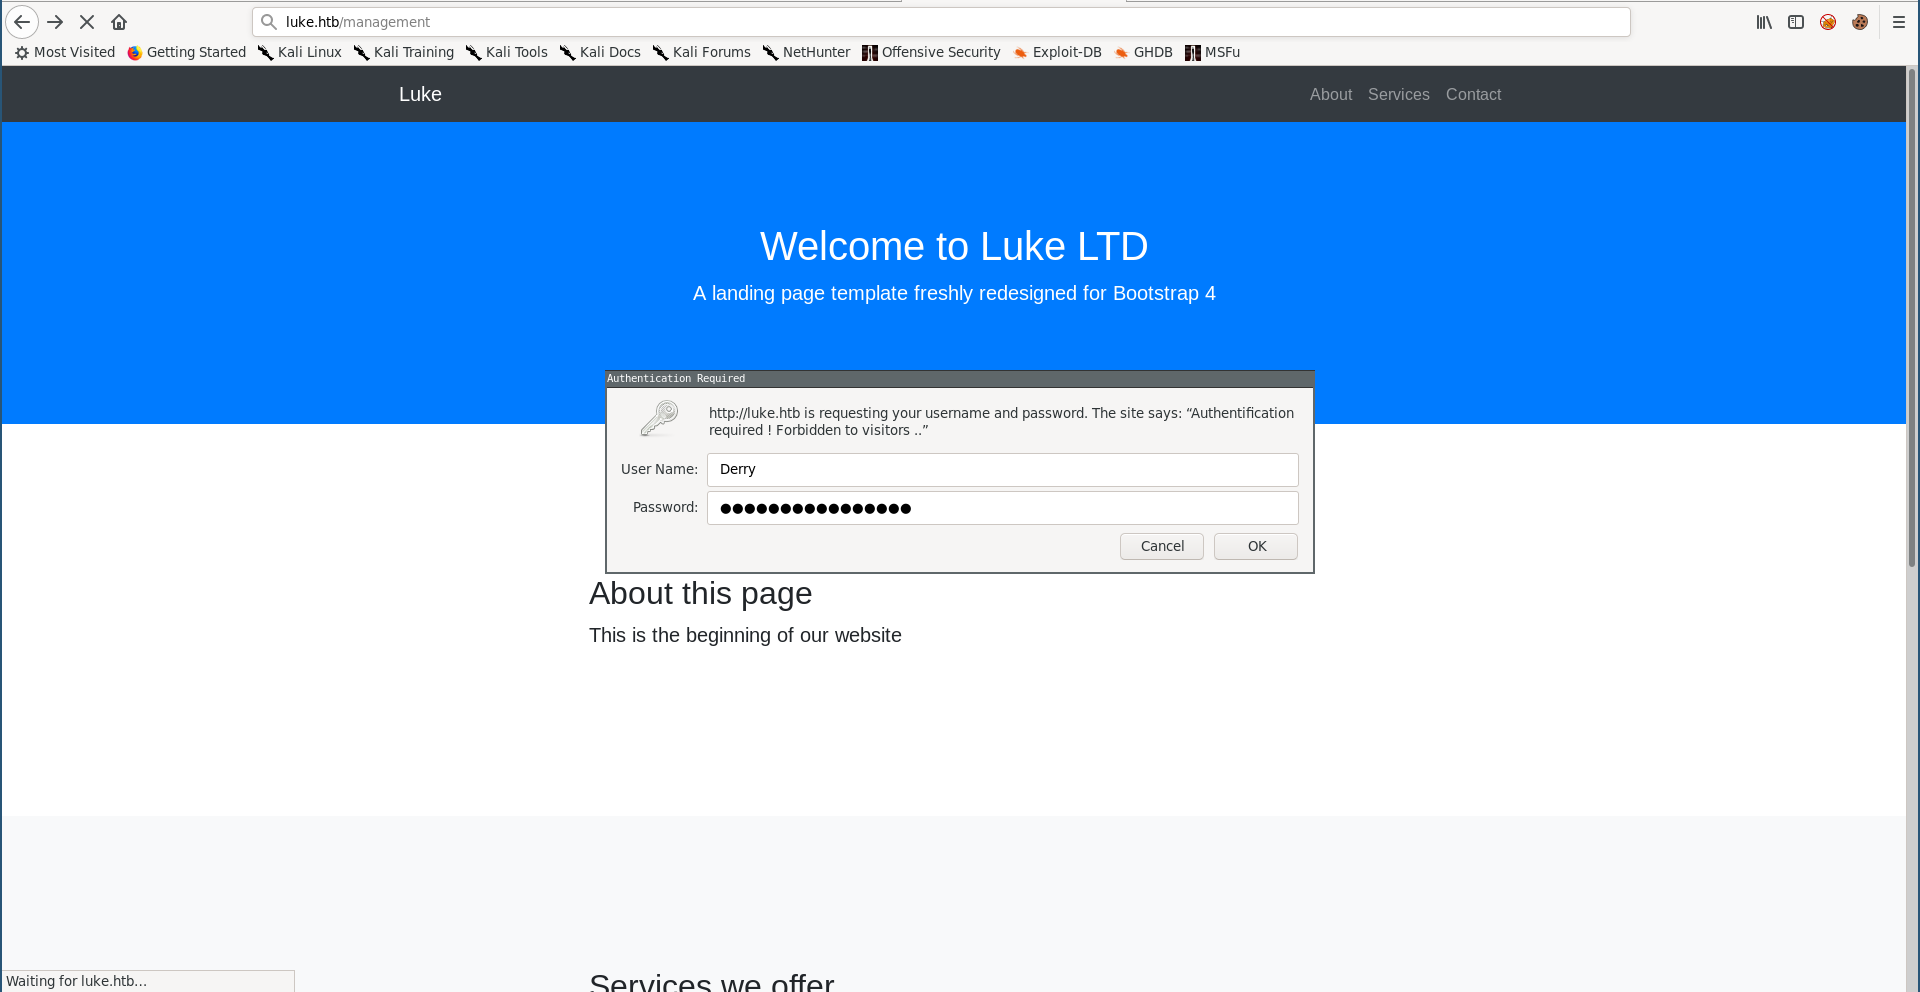 luke.htb/management
Most Visited Getting Started Kali Linux Kali Training Kali Tools Kali Docs Kali Forums NetHunter Offensive Security Exploit-DB GHDB MSFu
Luke About Services Contact
Welcome to Luke LTD
A landing page template freshly redesigned for Bootstrap 4
Authentication Required
http://luke.htb is requesting your username and password. The site says: “Authentification
required ! Forbidden to visitors ..”
User Name: Derry
Password: ●●●●●●●●●●●●●●●●
Cancel OK
About this page
This is the beginning of our website
Services we offer
Waiting for luke.htb...